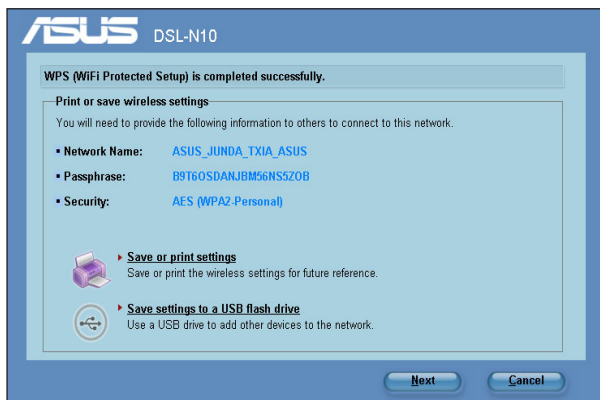 ASUS DSL-N10
WPS (WiFi Protected Setup) is completed successfully.
Print or save wireless settings
You will need to provide the following information to others to connect to this network.
Network Name: ASUS_JUNDA_TXIA_ASUS
Passphrase: B9T6OSDANJBM56NS5ZOB
Security: AES (WPA2-Personal)
Save or print settings
Save or print the wireless settings for future reference.
Save settings to a USB flash drive
Use a USB drive to add other devices to the network.
Next Cancel